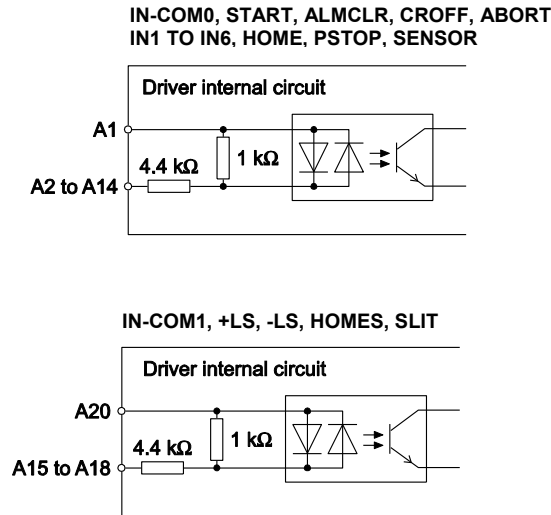 IN-COM0, START, ALMCLR, CROFF, ABORT
IN1 TO IN6, HOME, PSTOP, SENSOR
Driver internal circuit
A1
1 kΩ
4.4 kΩ
A2 to A14
IN-COM1, +LS, -LS, HOMES, SLIT
Driver internal circuit
A20
1 kΩ
4.4 kΩ
A15 to A18